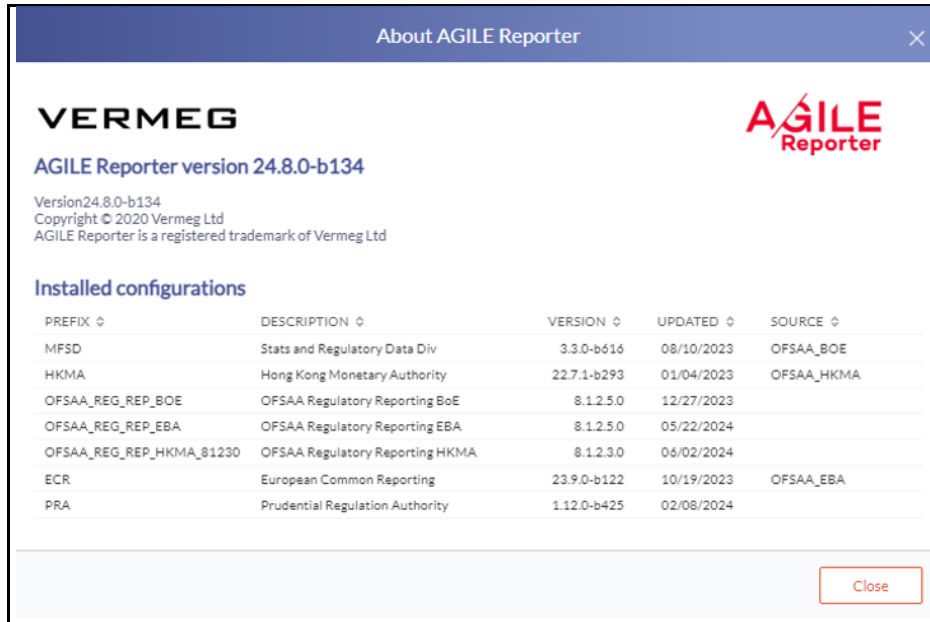 About AGILE Reporter
VERMEG
AGILE
Reporter
AGILE Reporter version 24.8.0-b134
Version24.8.0-b134
Copyright © 2020 Vermeg Ltd
AGILE Reporter is a registered trademark of Vermeg Ltd
Installed configurations
PREFIX DESCRIPTION VERSION UPDATED SOURCE
MFSD Stats and Regulatory Data Div 3.3.0-b616 08/10/2023 OFSAA_BOE
HKMA Hong Kong Monetary Authority 22.7.1-b293 01/04/2023 OFSAA_HKMA
OFSAA_REG_REP_BOE OFSAA Regulatory Reporting BoE 8.1.2.5.0 12/27/2023
OFSAA_REG_REP_EBA OFSAA Regulatory Reporting EBA 8.1.2.5.0 05/22/2024
OFSAA_REG_REP_HKMA_81230 OFSAA Regulatory Reporting HKMA 8.1.2.3.0 06/02/2024
ECR European Common Reporting 23.9.0-b122 10/19/2023 OFSAA_EBA
PRA Prudential Regulation Authority 1.12.0-b425 02/08/2024
Close